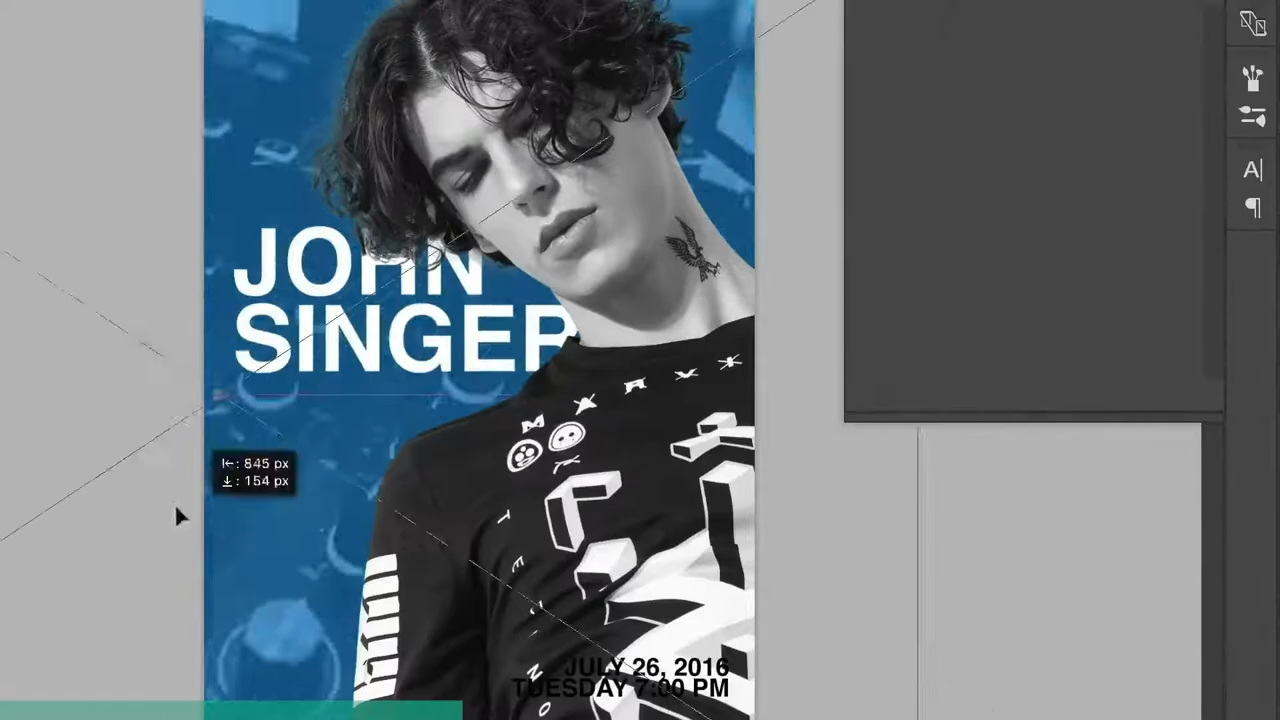 JOHN
SINGER
←: 845 px
↓: 154 px
T
E
N
O
JULY 26, 2016
TUESDAY 7:00 PM
A
¶